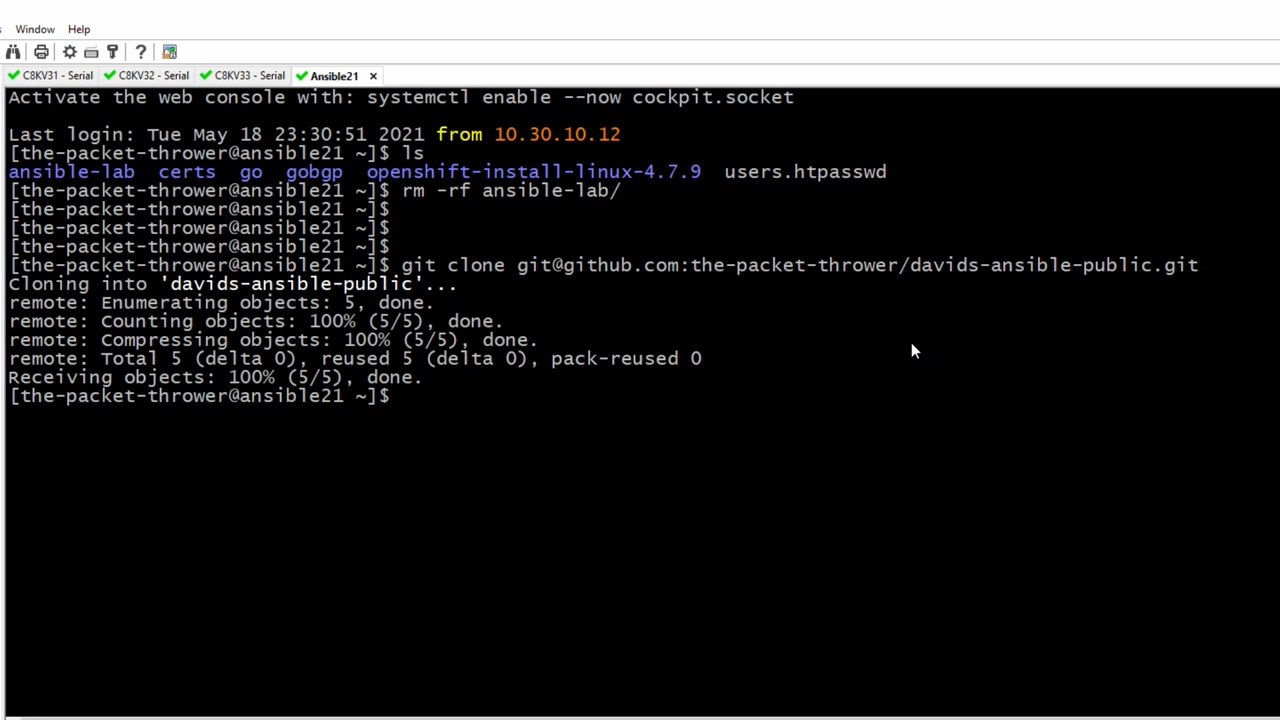 Window Help
C8KV31 - Serial C8KV32 - Serial C8KV33 - Serial Ansible21
Activate the web console with: systemctl enable --now cockpit.socket
Last login: Tue May 18 23:30:51 2021 from 10.30.10.12
[the-packet-thrower@ansible21 ~]$ ls
ansible-lab certs go gobgp openshift-install-linux-4.7.9 users.htpasswd
[the-packet-thrower@ansible21 ~]$ rm -rf ansible-lab/
[the-packet-thrower@ansible21 ~]$
[the-packet-thrower@ansible21 ~]$
[the-packet-thrower@ansible21 ~]$
[the-packet-thrower@ansible21 ~]$ git clone git@github.com:the-packet-thrower/davids-ansible-public.git
Cloning into 'davids-ansible-public'...
remote: Enumerating objects: 5, done.
remote: Counting objects: 100% (5/5), done.
remote: Compressing objects: 100% (5/5), done.
remote: Total 5 (delta 0), reused 5 (delta 0), pack-reused 0
Receiving objects: 100% (5/5), done.
[the-packet-thrower@ansible21 ~]$